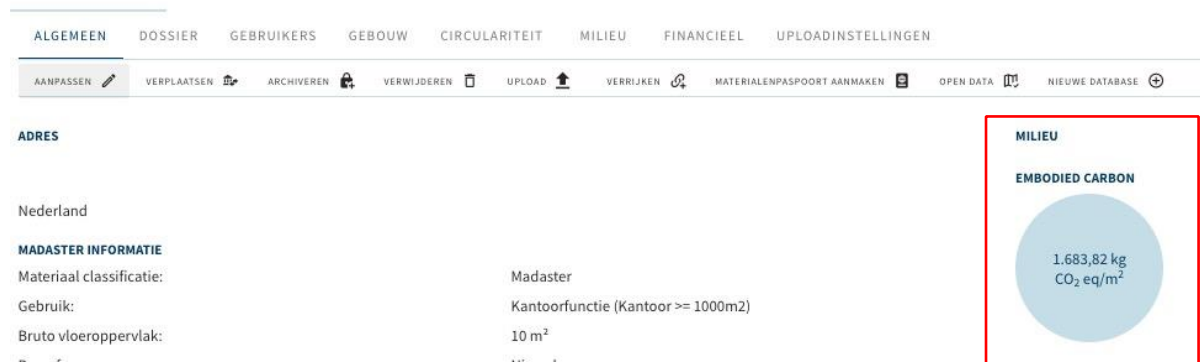 ALGEMEEN DOSSIER GEBRUIKERS GEBOUW CIRCULARITEIT MILIEU FINANCIEEL UPLOADINSTELLINGEN
AANPASSEN VERPLAATSEN ARCHIVEREN VERWIJDEREN UPLOAD VERRIJKEN MATERIALENPASPOORT AANMAKEN OPEN DATA NIEUWE DATABASE
ADRES
Nederland
MADASTER INFORMATIE
Materiaal classificatie: Madaster
Gebruik: Kantoorfunctie (Kantoor >= 1000m2)
Bruto vloeroppervlak: 10 m²
MILIEU
EMBODIED CARBON
1.683,82 kg
CO₂ eq/m²